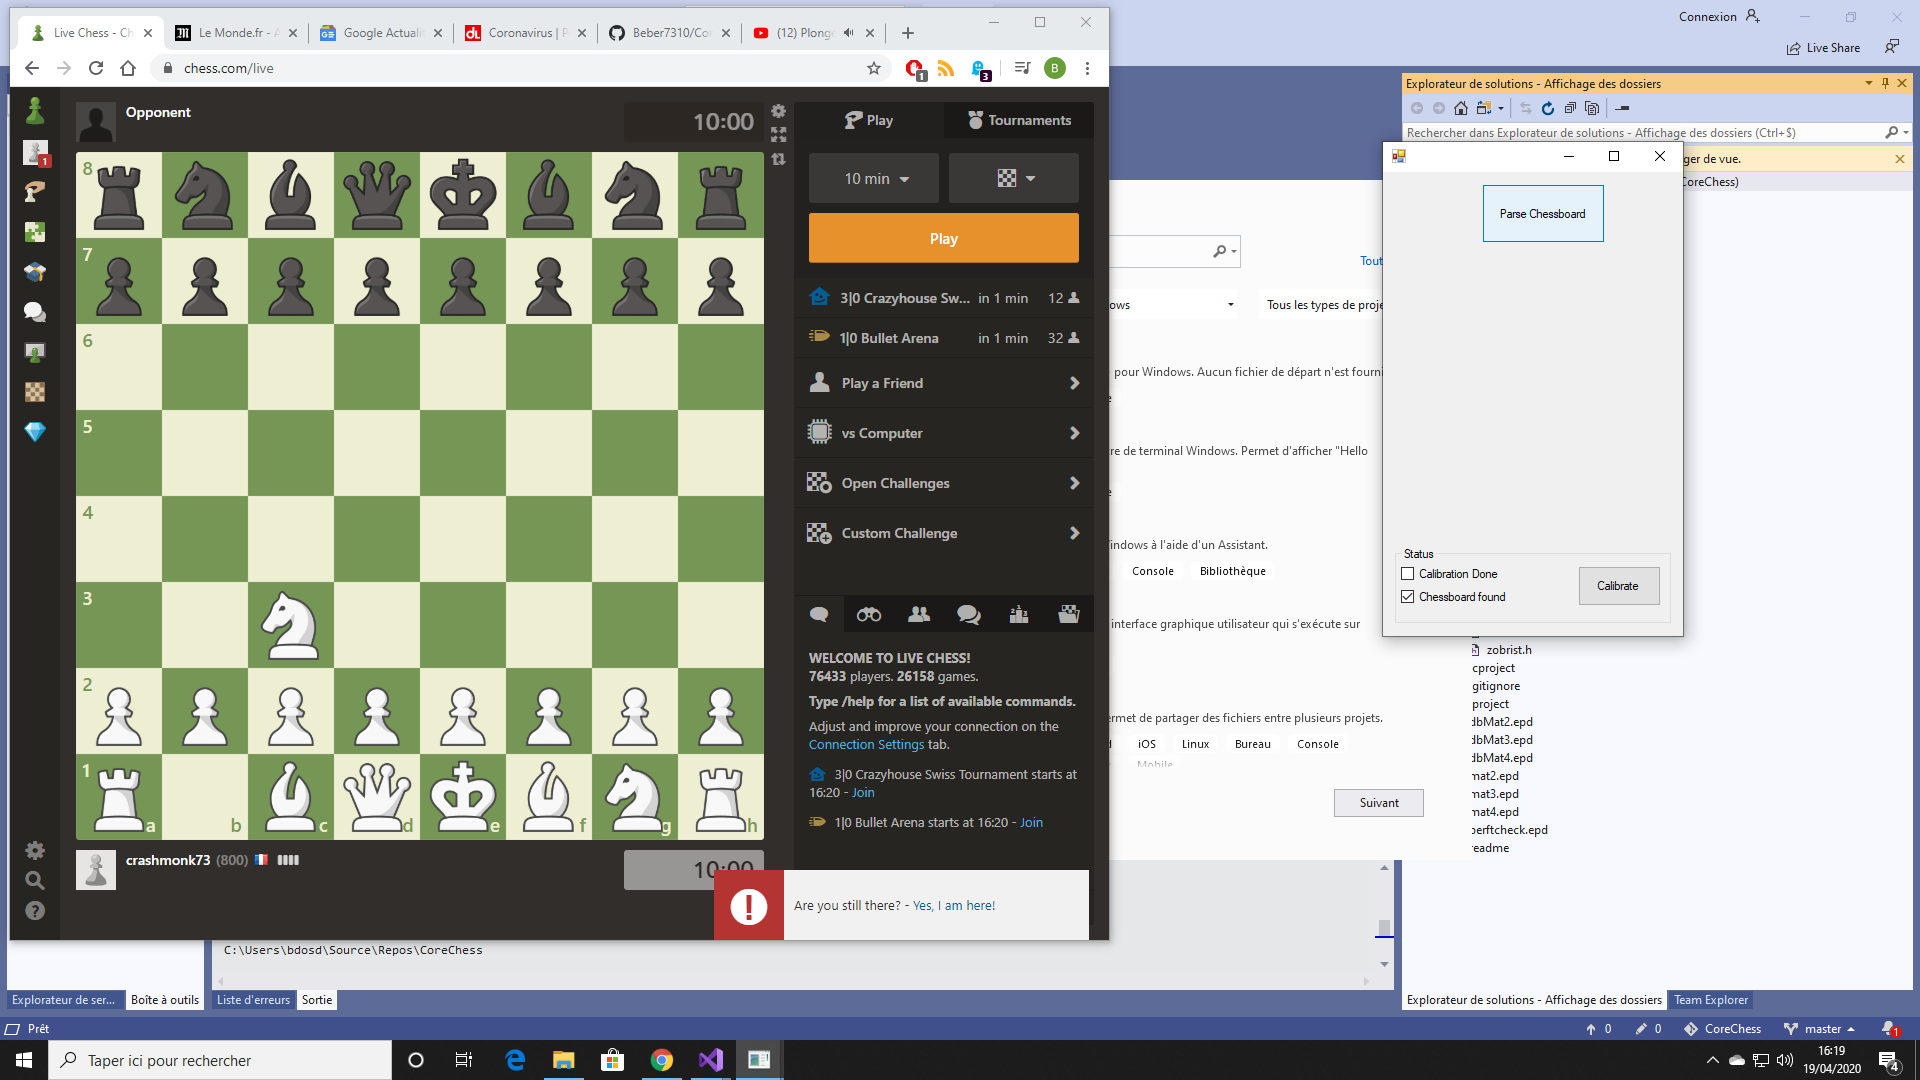 Live Chess - Ch
Le Monde.fr - A
Google Actualit
Coronavirus | P
Beber7310/Cor
(12) Plonge
chess.com/live
1
3
B
Connexion
Live Share
Explorateur de solutions - Affichage des dossiers
Rechercher dans Explorateur de solutions - Affichage des dossiers (Ctrl+$)
ger de vue.
CoreChess)
Parse Chessboard
Status
Calibration Done
Chessboard found
Calibrate
1
Opponent
10:00
8
7
6
5
4
3
2
1
a
b
c
d
e
f
g
h
crashmonk73 (800)
10:00
Play
Tournaments
10 min
Play
3|0 Crazyhouse Sw... in 1 min 12
1|0 Bullet Arena in 1 min 32
Play a Friend
vs Computer
Open Challenges
Custom Challenge
WELCOME TO LIVE CHESS!
76433 players. 26158 games.
Type /help for a list of available commands.
Adjust and improve your connection on the
Connection Settings tab.
3|0 Crazyhouse Swiss Tournament starts at
16:20 - Join
1|0 Bullet Arena starts at 16:20 - Join
Are you still there? - Yes, I am here!
Tout
ows
Tous les types de proje
pour Windows. Aucun fichier de départ n'est fourni
e
re de terminal Windows. Permet d'afficher "Hello
e
indows à l'aide d'un Assistant.
Console Bibliothèque
interface graphique utilisateur qui s'exécute sur
ermet de partager des fichiers entre plusieurs projets.
d iOS Linux Bureau Console
Mobile
Suivant
zobrist.h
cproject
gitignore
project
dbMat2.epd
dbMat3.epd
dbMat4.epd
mat2.epd
mat3.epd
mat4.epd
perftcheck.epd
readme
C:\Users\bdosd\Source\Repos\CoreChess
Explorateur de ser...
Boîte à outils
Liste d'erreurs
Sortie
Explorateur de solutions - Affichage des dossiers
Team Explorer
Prêt
0
0
CoreChess
master
1
Taper ici pour rechercher
16:19
19/04/2020
4